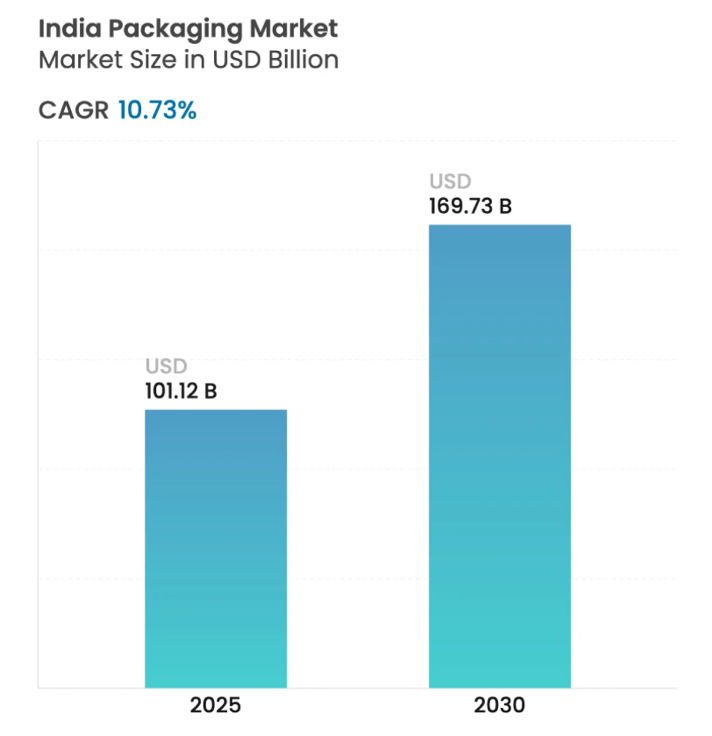 India Packaging Market
Market Size in USD Billion
CAGR 10.73%
USD
169.73 B
USD
101.12 B
2025
2030